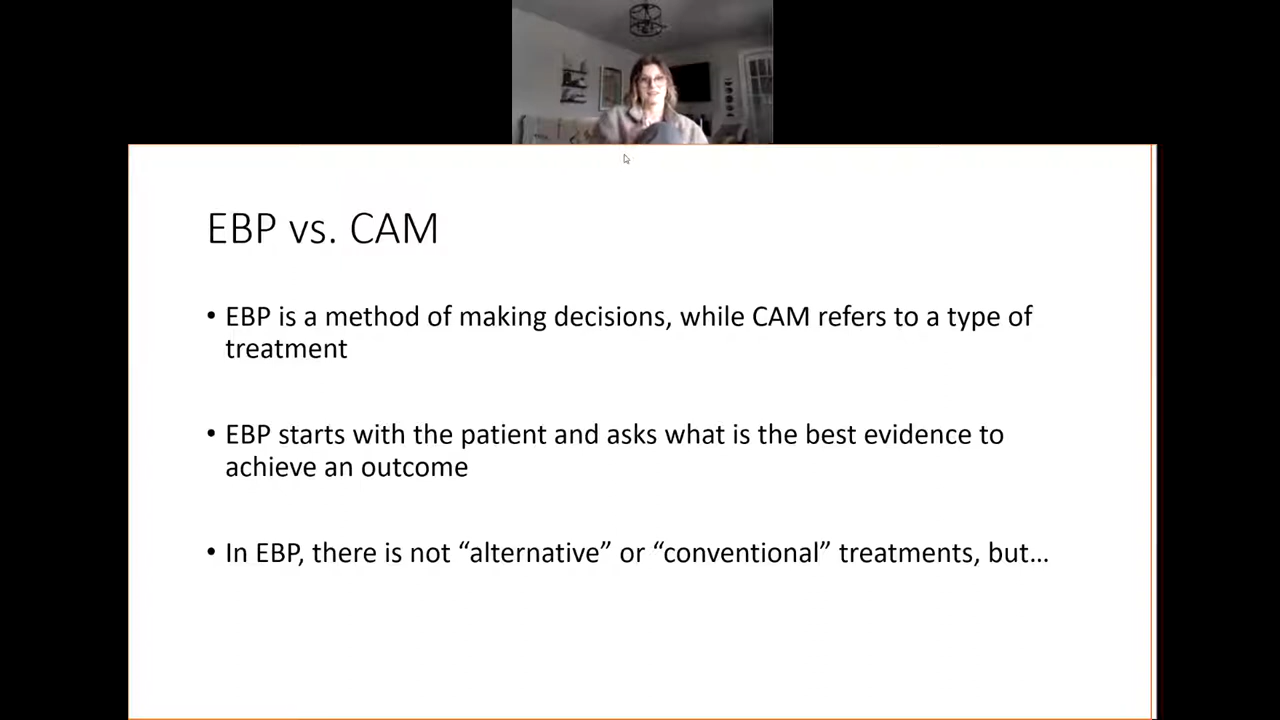 EBP vs. CAM
• EBP is a method of making decisions, while CAM refers to a type of
treatment
• EBP starts with the patient and asks what is the best evidence to
achieve an outcome
• In EBP, there is not “alternative” or “conventional” treatments, but…